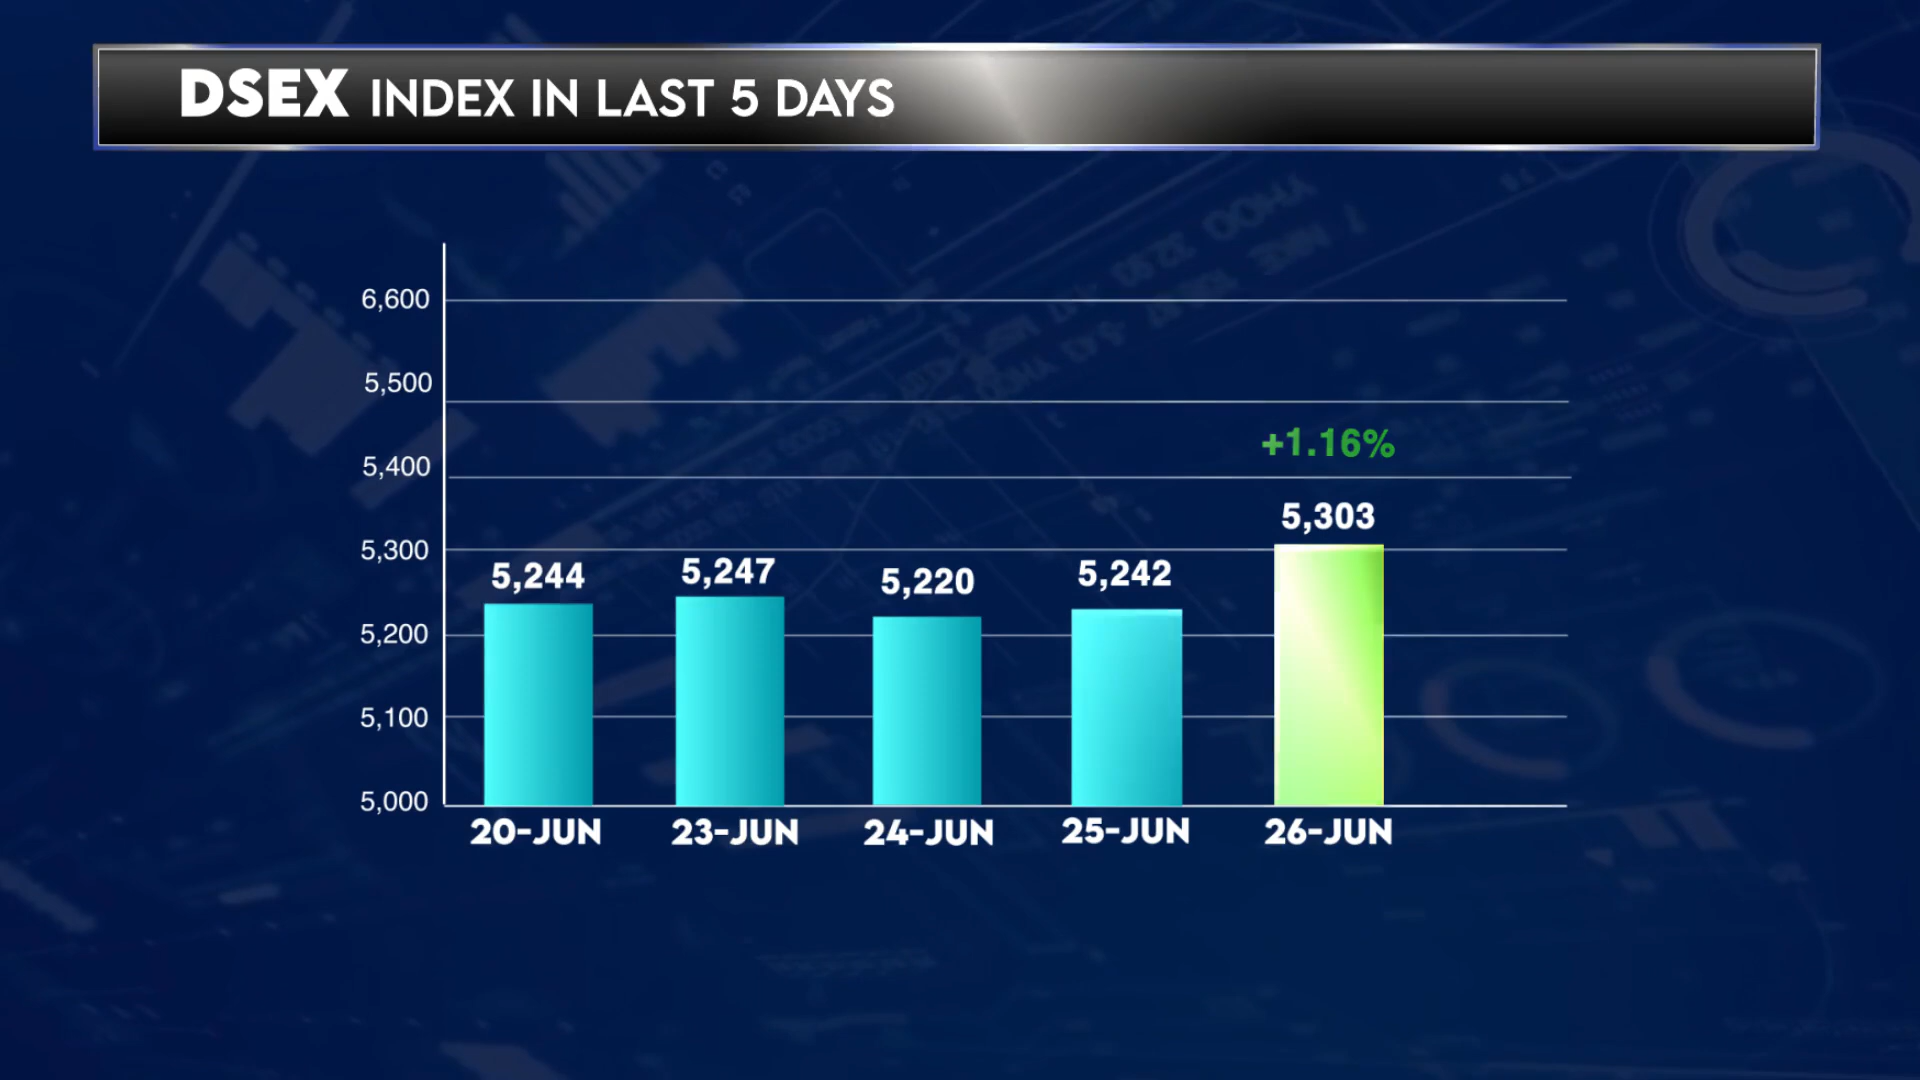 DSEX INDEX IN LAST 5 DAYS
6,600
5,500
5,400
5,300
5,200
5,100
5,000
+1.16%
5,244
5,247
5,220
5,242
5,303
20-JUN
23-JUN
24-JUN
25-JUN
26-JUN